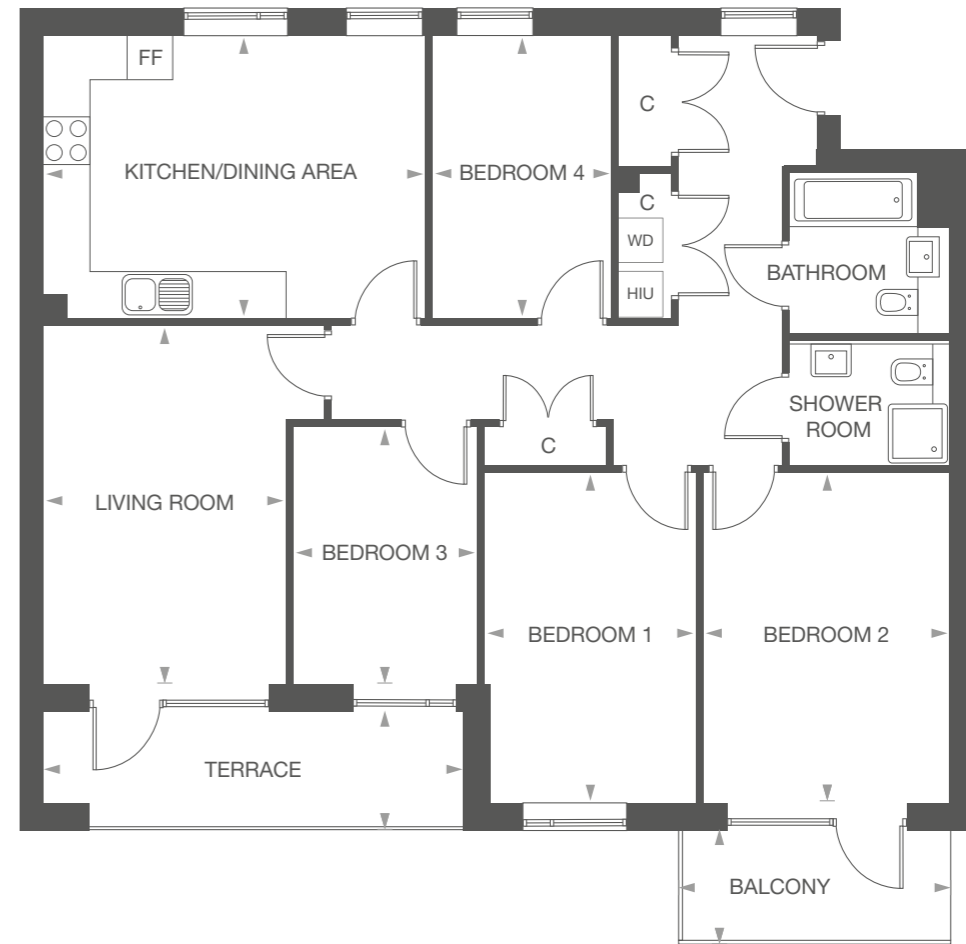 FF
C
KITCHEN/DINING AREA
BEDROOM 4
C
WD
HIU
BATHROOM
SHOWER
ROOM
C
LIVING ROOM
BEDROOM 3
BEDROOM 1
BEDROOM 2
TERRACE
BALCONY